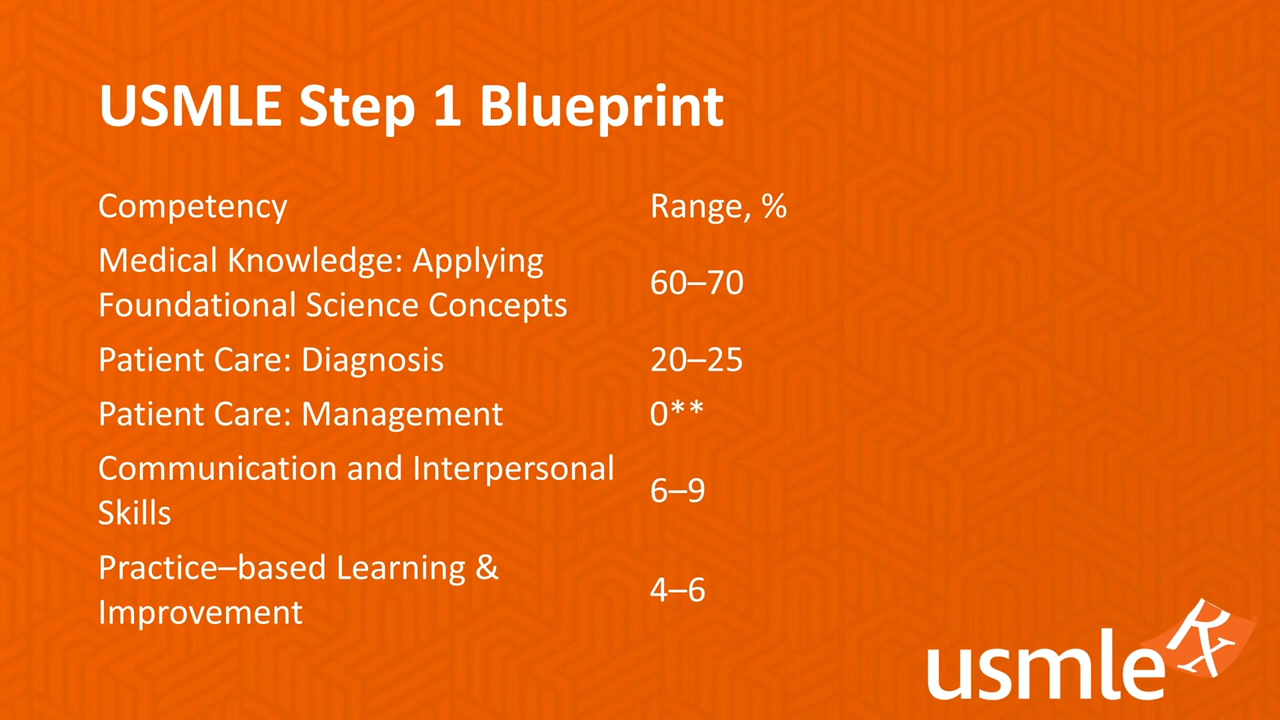 USMLE Step 1 Blueprint
Competency Range, %
Medical Knowledge: Applying
Foundational Science Concepts
60–70
Patient Care: Diagnosis 20–25
Patient Care: Management 0**
Communication and Interpersonal
Skills
6–9
Practice–based Learning &
Improvement
4–6
usmle Rx